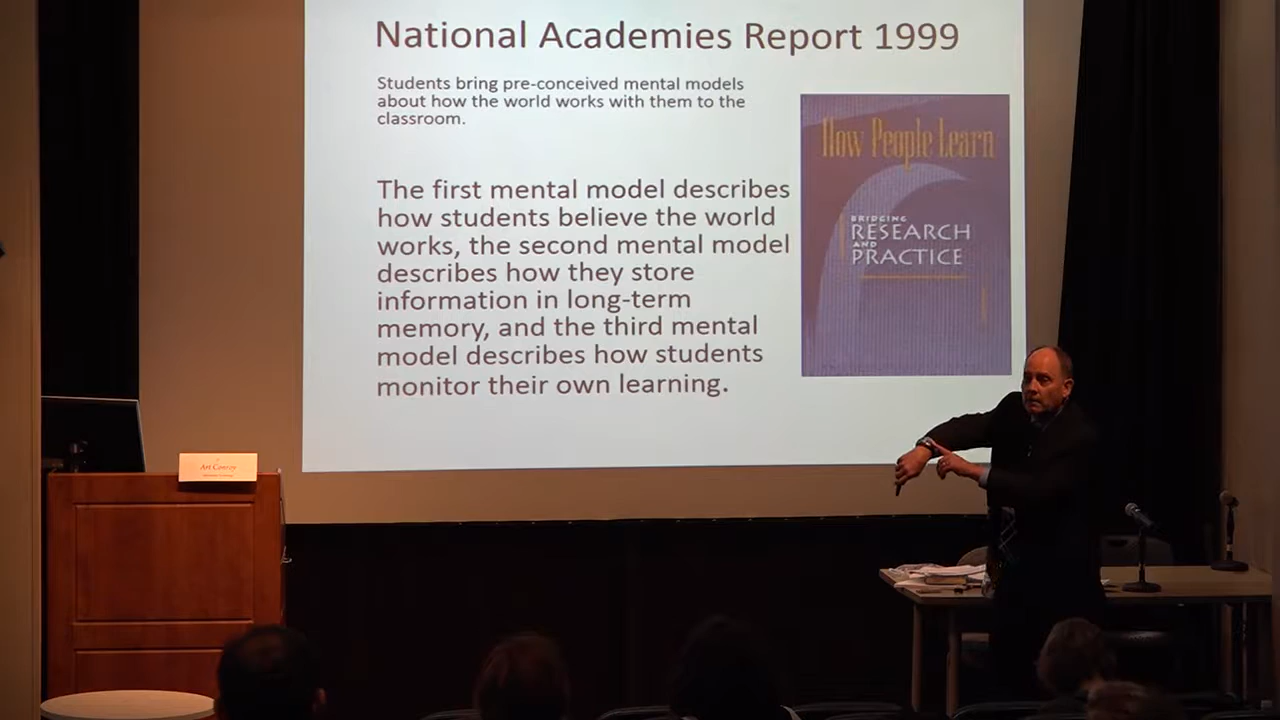 National Academies Report 1999
Students bring pre-conceived mental models
about how the world works with them to the
classroom.
The first mental model describes
how students believe the world
works, the second mental model
describes how they store
information in long-term
memory, and the third mental
model describes how students
monitor their own learning.
How People Learn
BRIDGING
RESEARCH
AND
PRACTICE
Art Conroy